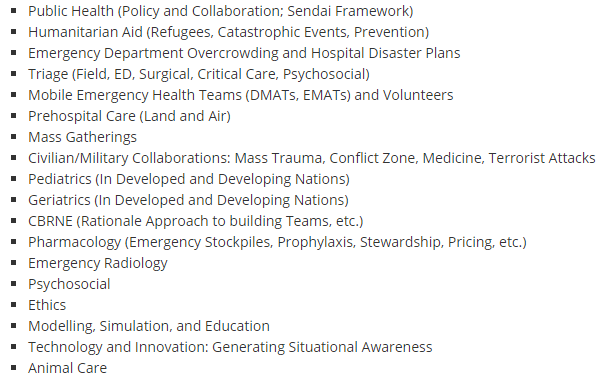 Public Health (Policy and Collaboration; Sendai Framework)
Humanitarian Aid (Refugees, Catastrophic Events, Prevention)
Emergency Department Overcrowding and Hospital Disaster Plans
Triage (Field, ED, Surgical, Critical Care, Psychosocial)
Mobile Emergency Health Teams (DMATs, EMATs) and Volunteers
Prehospital Care (Land and Air)
Mass Gatherings
Civilian/Military Collaborations: Mass Trauma, Conflict Zone, Medicine, Terrorist Attacks
Pediatrics (In Developed and Developing Nations)
Geriatrics (In Developed and Developing Nations)
CBRNE (Rationale Approach to building Teams, etc.)
Pharmacology (Emergency Stockpiles, Prophylaxis, Stewardship, Pricing, etc.)
Emergency Radiology
Psychosocial
Ethics
Modelling, Simulation, and Education
Technology and Innovation: Generating Situational Awareness
Animal Care